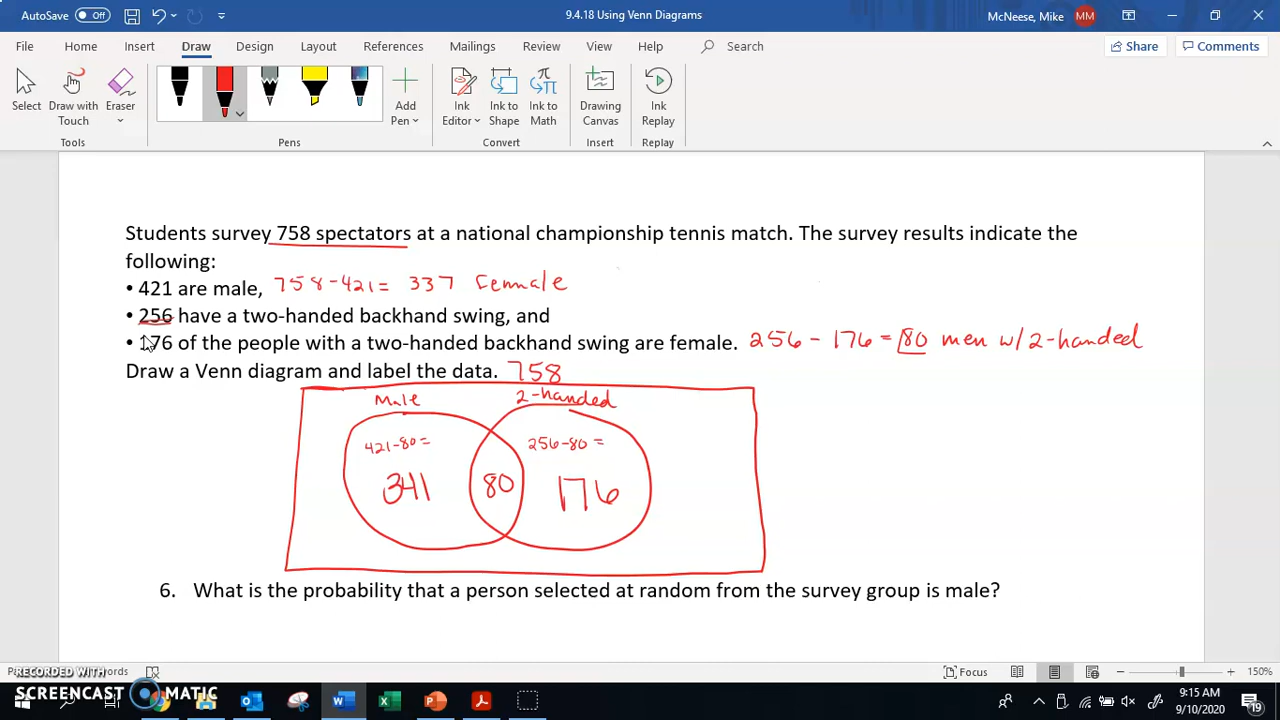 AutoSave Off 9.4.18 Using Venn Diagrams McNeese, Mike MM
File Home Insert Draw Design Layout References Mailings Review View Help Search Share Comments
Select Draw with Touch Eraser Add Pen Ink Editor Ink to Shape Ink to Math Drawing Canvas Ink Replay
Tools Pens Convert Insert Replay
Students survey 758 spectators at a national championship tennis match. The survey results indicate the
following:
• 421 are male, 758-421= 337 Female
• 256 have a two-handed backhand swing, and
• 176 of the people with a two-handed backhand swing are female. 256 - 176 = 80 men w/ 2-handed
Draw a Venn diagram and label the data. 758
Male 2-handed
421-80= 256-80=
341 80 176
6. What is the probability that a person selected at random from the survey group is male?
words Focus 150%
RECORDED WITH
SCREENCAST MATIC
9:15 AM
9/10/2020 19